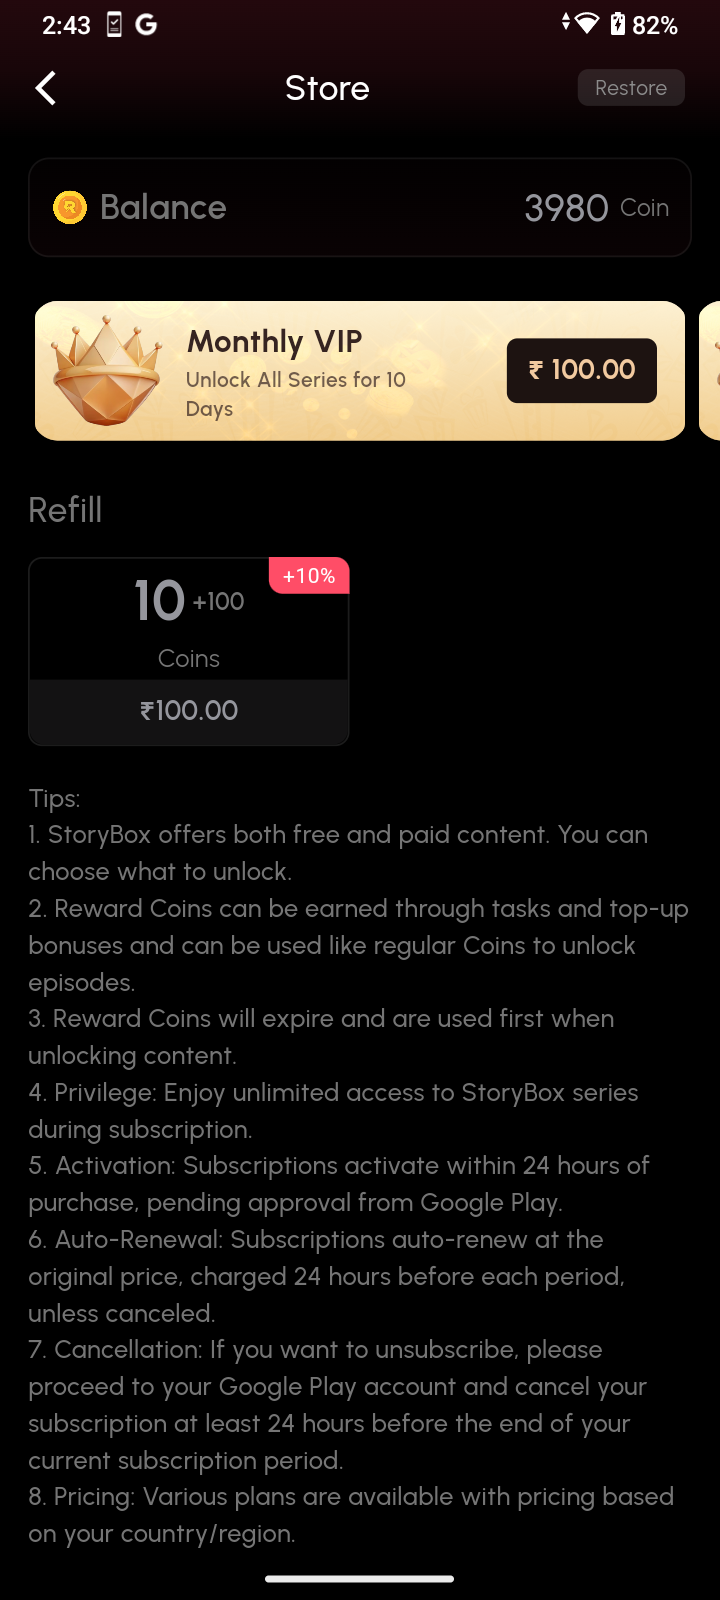 2:43 G 82%
Store
Restore
Balance 3980 Coin
Monthly VIP
Unlock All Series for 10
Days
₹ 100.00
Refill
+10%
10 +100
Coins
₹100.00
Tips:
1. StoryBox offers both free and paid content. You can
choose what to unlock.
2. Reward Coins can be earned through tasks and top-up
bonuses and can be used like regular Coins to unlock
episodes.
3. Reward Coins will expire and are used first when
unlocking content.
4. Privilege: Enjoy unlimited access to StoryBox series
during subscription.
5. Activation: Subscriptions activate within 24 hours of
purchase, pending approval from Google Play.
6. Auto-Renewal: Subscriptions auto-renew at the
original price, charged 24 hours before each period,
unless canceled.
7. Cancellation: If you want to unsubscribe, please
proceed to your Google Play account and cancel your
subscription at least 24 hours before the end of your
current subscription period.
8. Pricing: Various plans are available with pricing based
on your country/region.